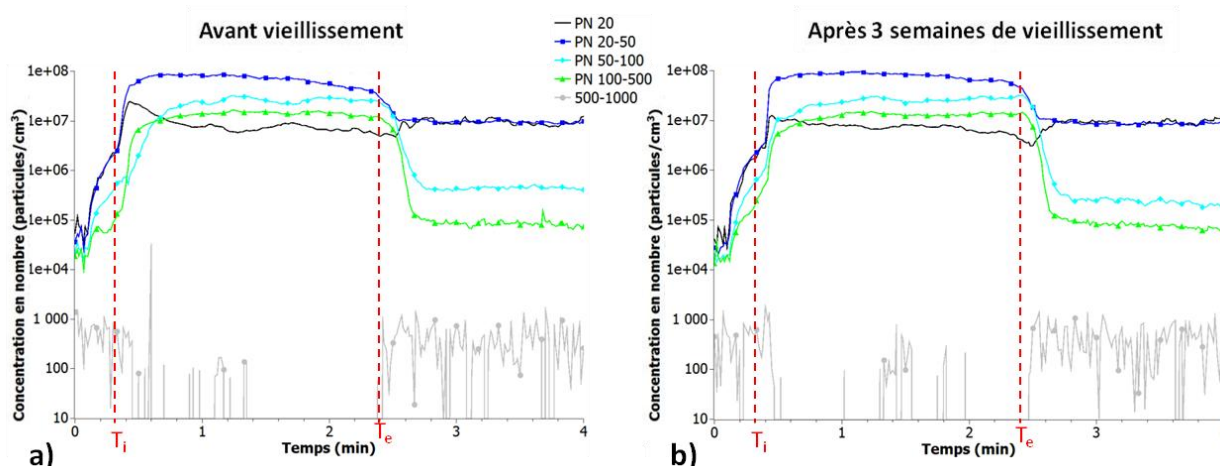 Avant vieillissement
PN 20
PN 20-50
PN 50-100
PN 100-500
500-1000
Après 3 semaines de vieillissement
Concentration en nombre (particules/cm³)
1e+08
1e+07
1e+06
1e+05
1e+04
1 000
100
10
0
1
2
3
4
Ti
Te
Temps (min)
a)
Concentration en nombre (particules/cm³)
1e+08
1e+07
1e+06
1e+05
1e+04
1 000
100
10
0
1
2
3
Ti
Te
Temps (min)
b)